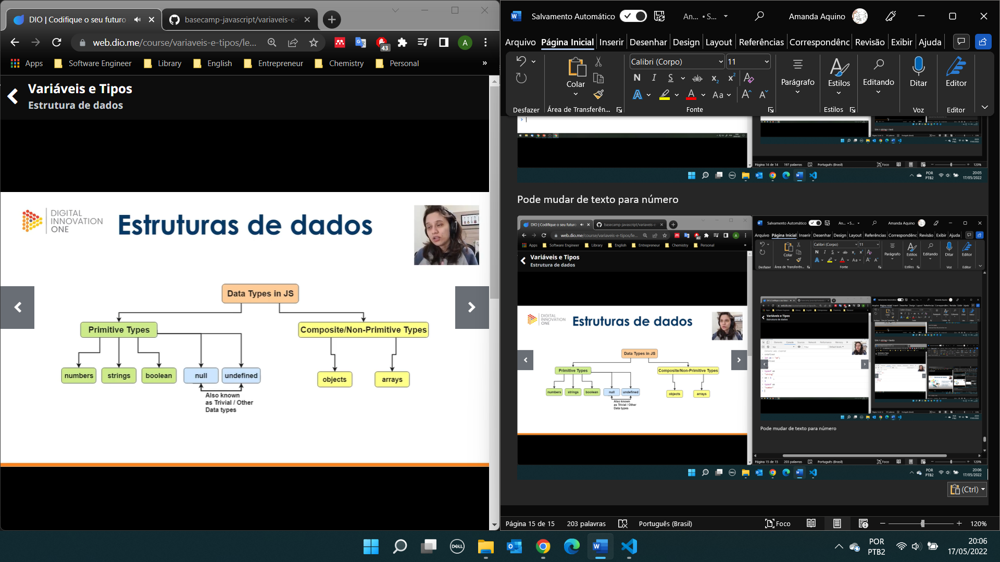 DIO | Codifique o seu futuro
basecamp-javascript/variaveis-e-
web.dio.me/course/variaveis-e-tipos/le...
43
A
Apps
Software Engineer
Library
English
Entrepreneur
Chemistry
Personal
»
Variáveis e Tipos
Estrutura de dados
DIGITAL
INNOVATION
ONE
Estruturas de dados
Data Types in JS
Primitive Types
Composite/Non-Primitive Types
numbers
strings
boolean
null
undefined
objects
arrays
Also known
as Trivial / Other
Data types
Salvamento Automático
An... • S...
Amanda Aquino
Arquivo
Página Inicial
Inserir
Desenhar
Design
Layout
Referências
Correspondênc
Revisão
Exibir
Ajuda
Calibri (Corpo)
11
Colar
N I S ab x₂ x²
A A Aa A A
Parágrafo
Estilos
Editando
Ditar
Editor
Desfazer
Área de Transferên...
Fonte
Estilos
Voz
Editor
Página 14 de 14
197 palavras
Português (Brasil)
Foco
120%
POR
PTB2
20:05
17/05/2022
Pode mudar de texto para número
DIO | Codifique o seu futuro
basecamp-javascript/variaveis-e-
web.dio.me/course/variaveis-e-tipos/le...
Apps
Software Engineer
Library
English
Entrepreneur
Chemistry
Personal
Variáveis e Tipos
Estrutura de dados
DIGITAL
INNOVATION
ONE
Estruturas de dados
Data Types in JS
Primitive Types
Composite/Non-Primitive Types
numbers
strings
boolean
null
undefined
objects
arrays
Also known
as Trivial / Other
Data types
Salvamento Automático
An... • S...
Amanda Aquino
Arquivo
Página Inicial
Inserir
Desenhar
Design
Layout
Referências
Correspondênc
Revisão
Exibir
Ajuda
Calibri (Corpo)
11
Colar
Parágrafo
Estilos
Editando
Ditar
Editor
Desfazer
Área de Transferên...
Fonte
Estilos
Voz
Editor
Variáveis e Tipos
Estrutura de dados
Pode mudar de texto para número
Página 15 de 15
203 palavras
Português (Brasil)
Foco
120%
POR
PTB2
20:06
17/05/2022
(Ctrl)
Página 15 de 15
203 palavras
Português (Brasil)
Foco
120%
DELL
POR
PTB2
20:06
17/05/2022